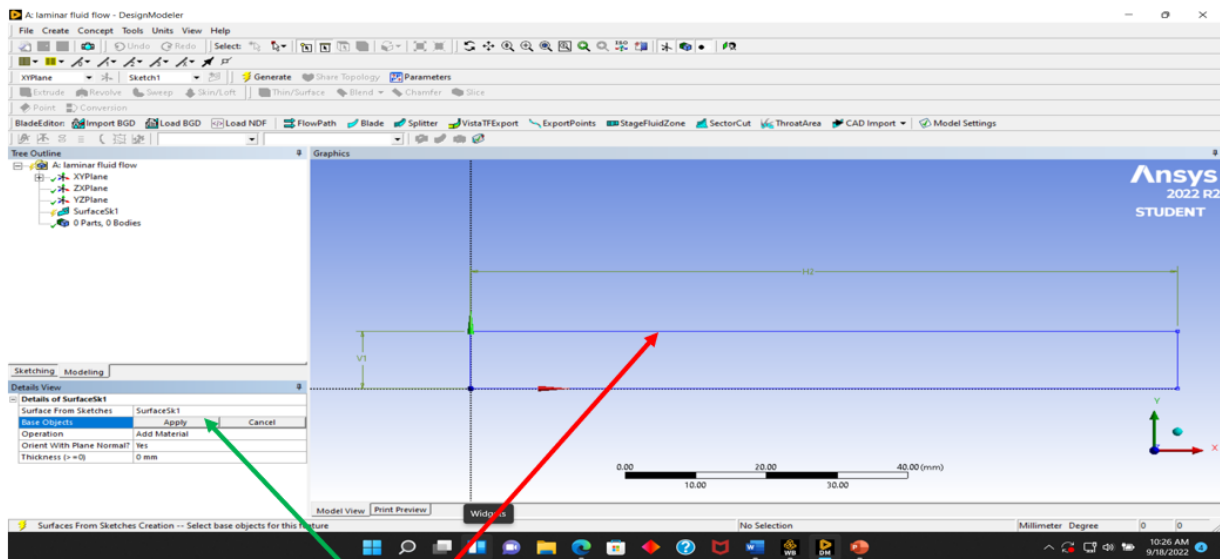 A: laminar fluid flow - DesignModeler
File Create Concept Tools Units View Help
Undo Redo Select:
XYPlane Sketch1 Generate Share Topology Parameters
Extrude Revolve Sweep Skin/Loft Thin/Surface Blend Chamfer Slice
Point Conversion
BladeEditor: Import BGD Load BGD Load NDF FlowPath Blade Splitter VistaTFExport ExportPoints StageFluidZone SectorCut ThroatArea CAD Import Model Settings
Tree Outline
A: laminar fluid flow
XYPlane
ZXPlane
YZPlane
SurfaceSk1
0 Parts, 0 Bodies
Sketching Modeling
Details View
Details of SurfaceSk1
Surface From Sketches SurfaceSk1
Base Objects Apply Cancel
Operation Add Material
Orient With Plane Normal? Yes
Thickness (>=0) 0 mm
Graphics
Ansys
2022 R2
STUDENT
H2
V1
Y
X
0.00 20.00 40.00 (mm)
10.00 30.00
Model View Print Preview
Widgets
Surfaces From Sketches Creation -- Select base objects for this feature No Selection Millimeter Degree 0 0
WB DM
10:26 AM
9/18/2022